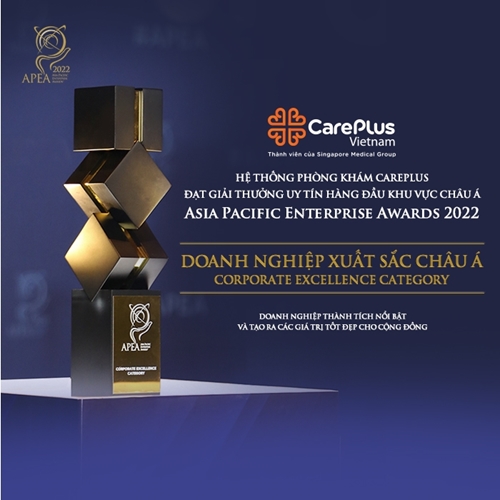 2022
APEA
CarePlus
Vietnam
Thành viên của Singapore Medical Group
HỆ THỐNG PHÒNG KHÁM CAREPLUS
ĐẠT GIẢI THƯỞNG UY TÍN HÀNG ĐẦU KHU VỰC CHÂU Á
ASIA PACIFIC ENTERPRISE AWARDS 2022
DOANH NGHIỆP XUẤT SẮC CHÂU Á
CORPORATE EXCELLENCE CATEGORY
DOANH NGHIỆP THÀNH TÍCH NỔI BẬT
VÀ TẠO RA CÁC GIÁ TRỊ TỐT ĐẸP CHO CỘNG ĐỒNG
APEA
CORPORATE EXCELLENCE
CATEGORY